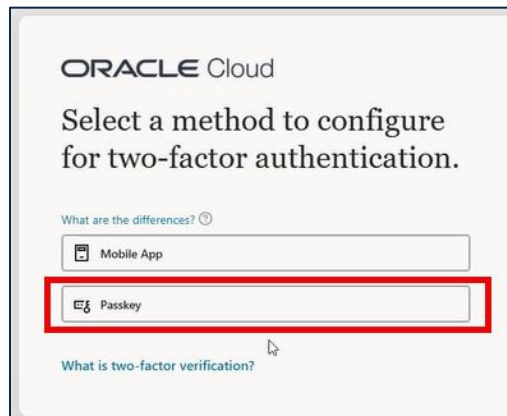 ORACLE Cloud
Select a method to configure
for two-factor authentication.
What are the differences?
Mobile App
Passkey
What is two-factor verification?